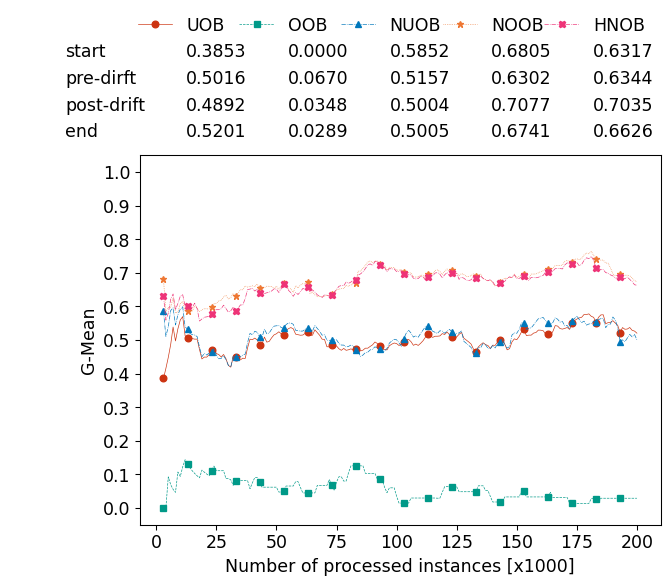 UOB OOB NUOB NOOB HNOB
start 0.3853 0.0000 0.5852 0.6805 0.6317
pre-dirft 0.5016 0.0670 0.5157 0.6302 0.6344
post-drift 0.4892 0.0348 0.5004 0.7077 0.7035
end 0.5201 0.0289 0.5005 0.6741 0.6626
1.0
0.9
0.8
0.7
0.6
0.5
0.4
0.3
0.2
0.1
0.0
G-Mean
0 25 50 75 100 125 150 175 200
Number of processed instances [x1000]